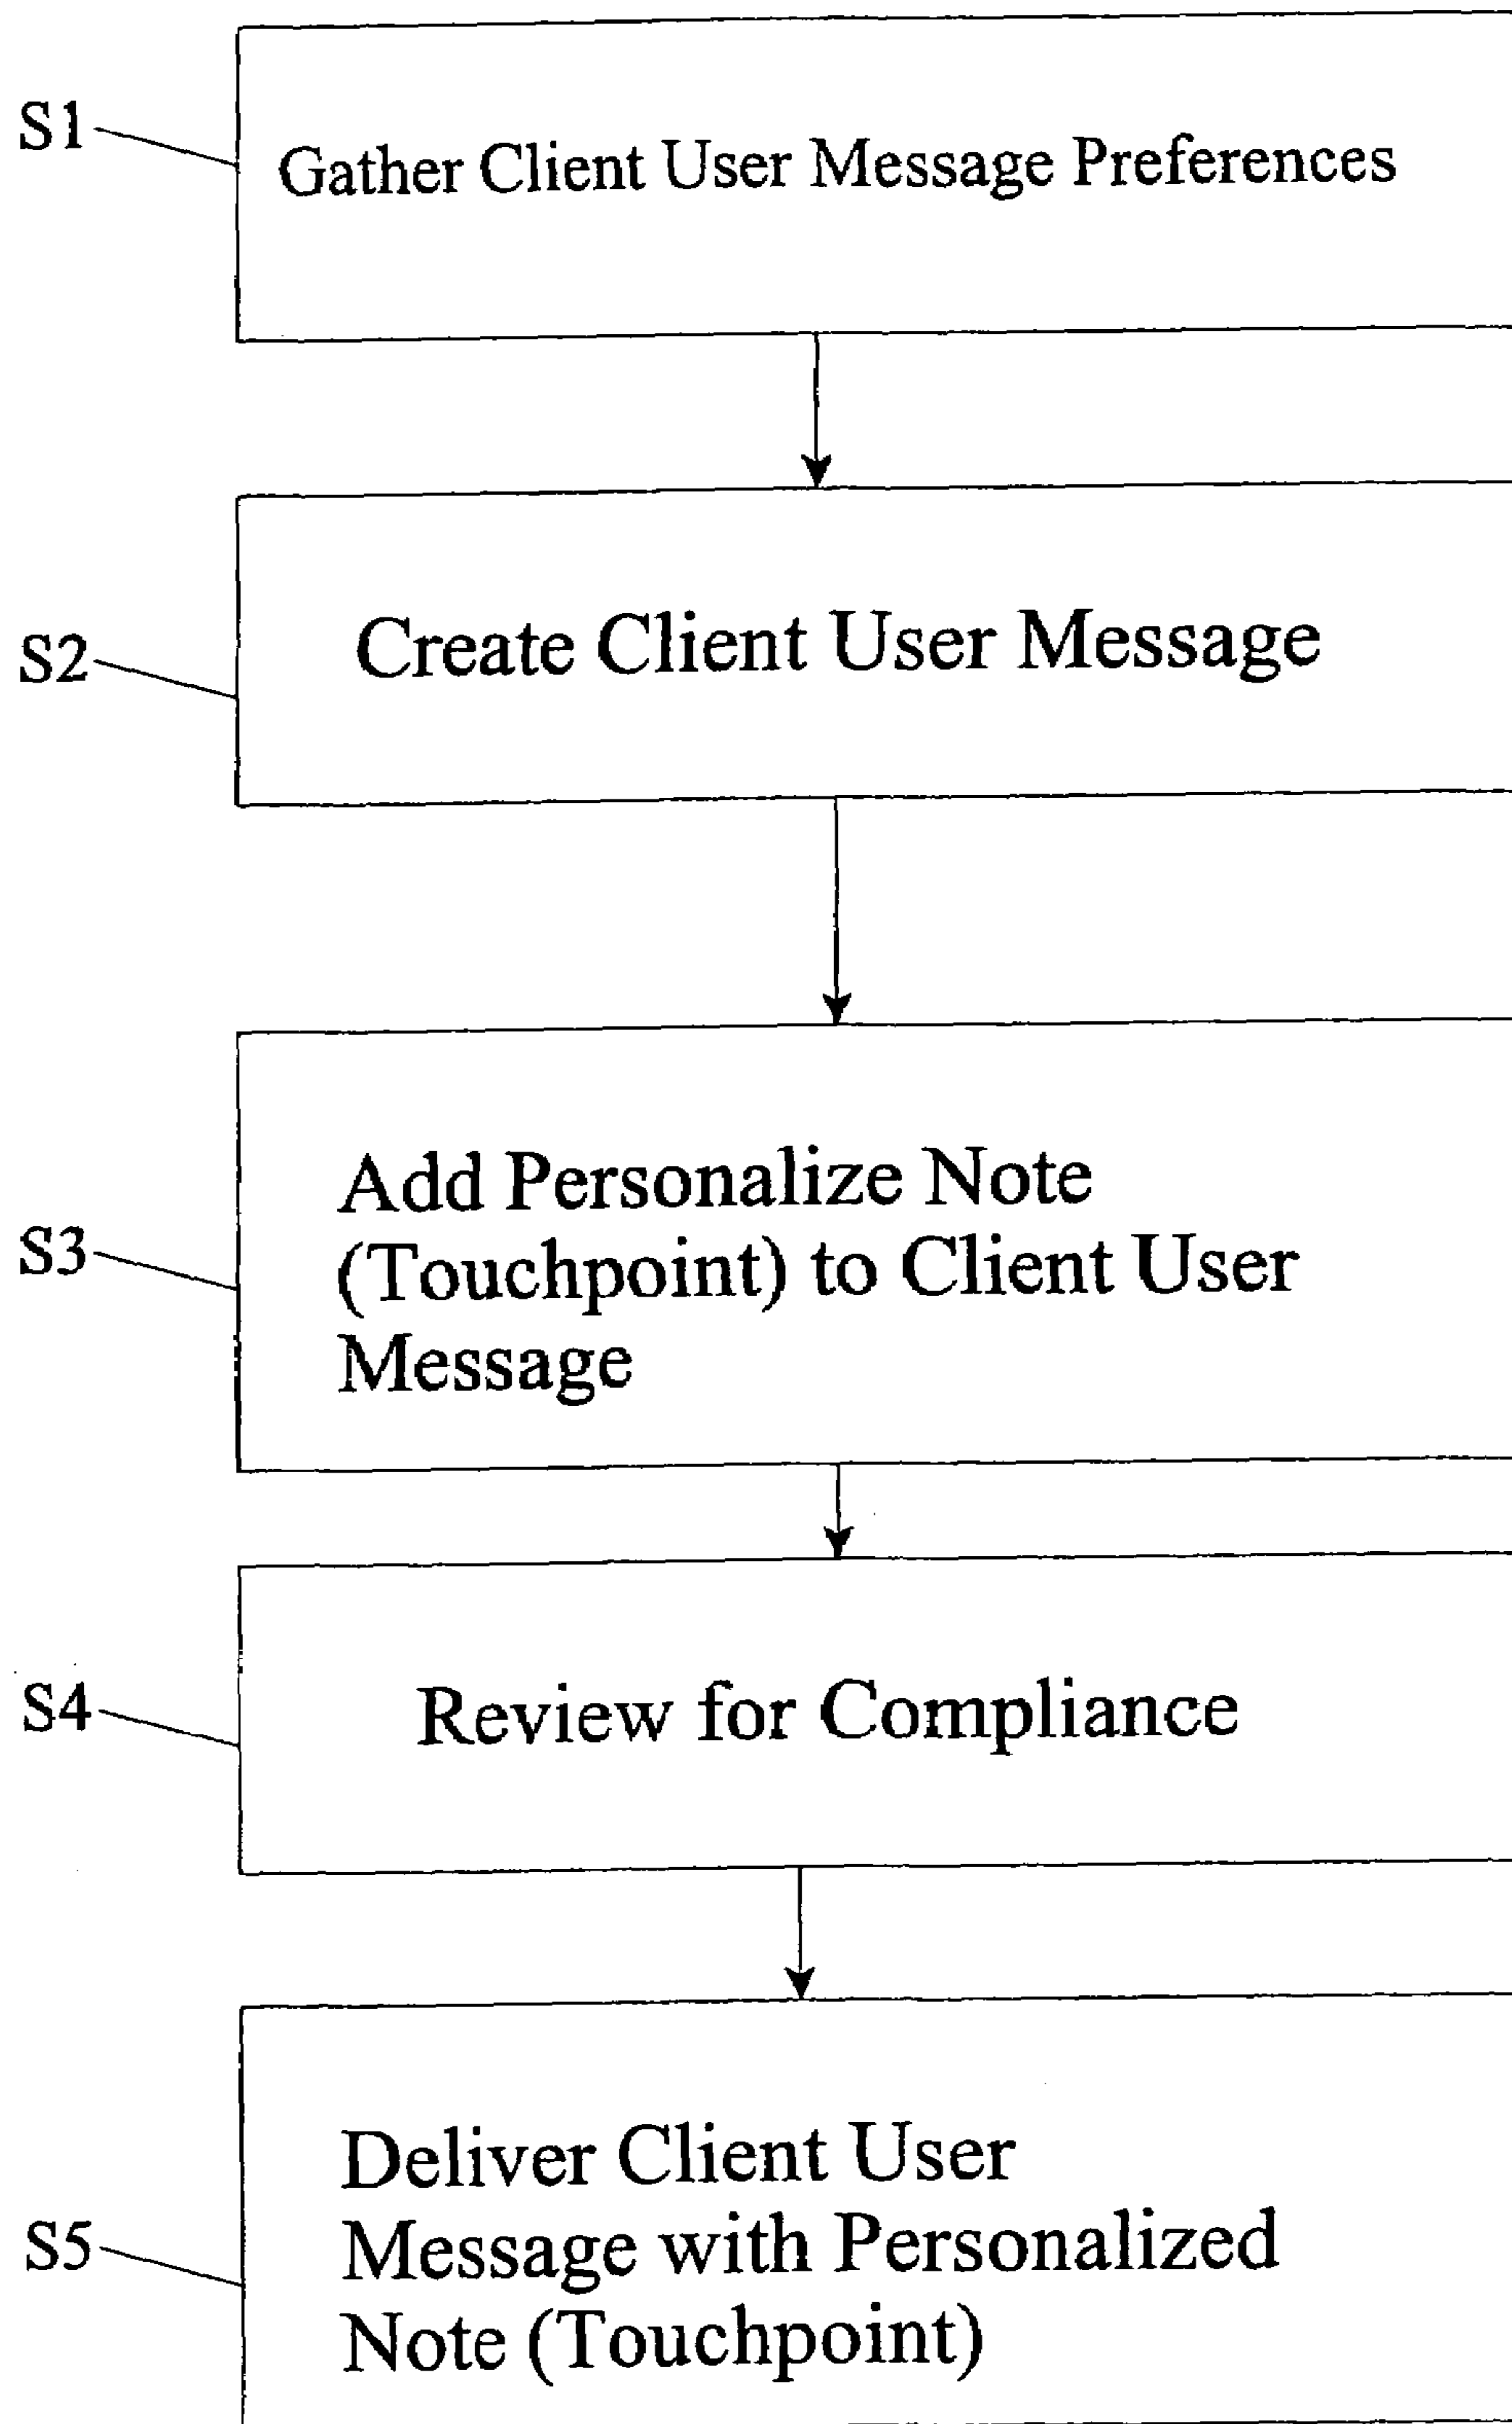 S1
Gather Client User Message Preferences
S2
Create Client User Message
S3
Add Personalize Note
(Touchpoint) to Client User
Message
S4
Review for Compliance
S5
Deliver Client User
Message with Personalized
Note (Touchpoint)